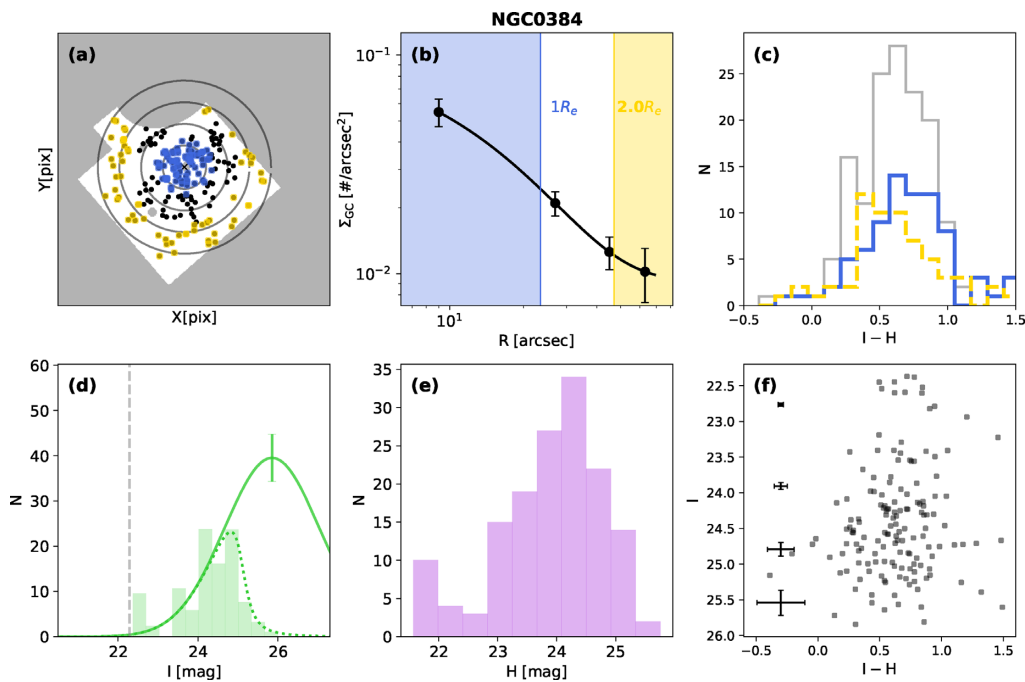 NGC0384
(a)
Y[pix]
X[pix]
(b)
1Rₑ
2.0Rₑ
Σ_GC [#/arcsec²]
10⁻¹
10⁻²
10¹
R [arcsec]
(c)
N
25
20
15
10
5
0
−0.5 0.0 0.5 1.0 1.5
I − H
(d)
N
60
50
40
30
20
10
0
22 24 26
I [mag]
(e)
N
35
30
25
20
15
10
5
0
22 23 24 25
H [mag]
(f)
I
22.5
23.0
23.5
24.0
24.5
25.0
25.5
26.0
−0.5 0.0 0.5 1.0 1.5
I − H